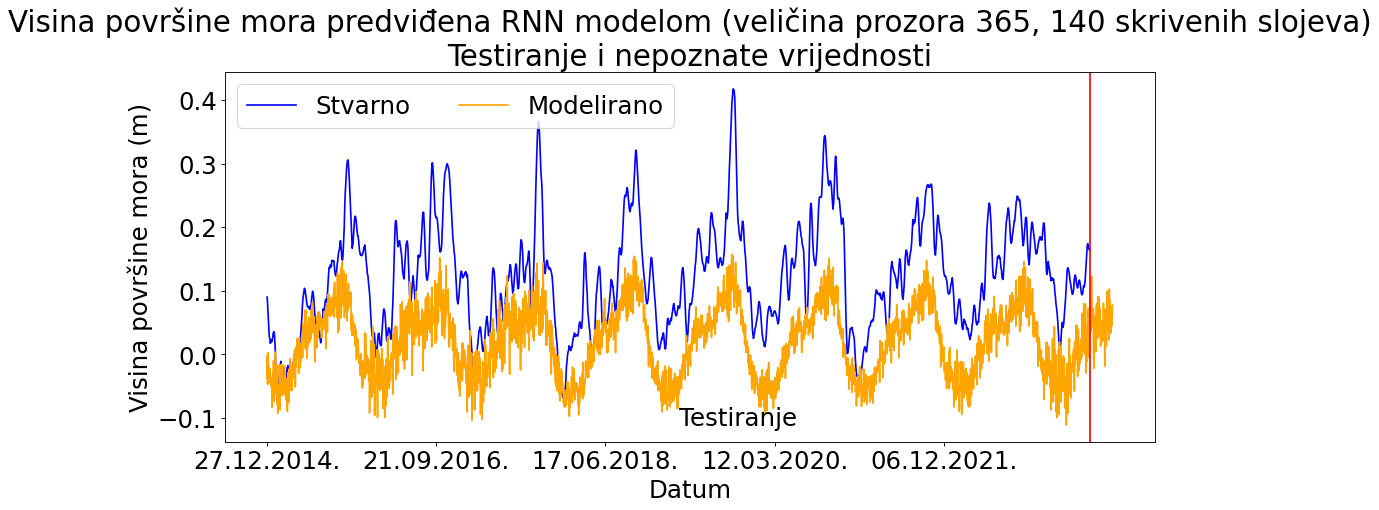 Visina površine mora predviđena RNN modelom (veličina prozora 365, 140 skrivenih slojeva)
Testiranje i nepoznate vrijednosti
Stvarno Modelirano
Visina površine mora (m)
0.4
0.3
0.2
0.1
0.0
−0.1
Testiranje
27.12.2014. 21.09.2016. 17.06.2018. 12.03.2020. 06.12.2021.
Datum